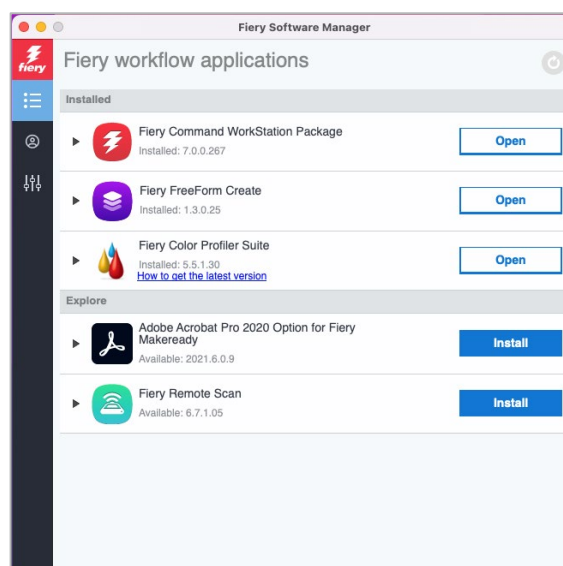 Fiery Software Manager
fiery
Fiery workflow applications
Installed
Fiery Command WorkStation Package
Installed: 7.0.0.267
Open
Fiery FreeForm Create
Installed: 1.3.0.25
Open
Fiery Color Profiler Suite
Installed: 5.5.1.30
How to get the latest version
Open
Explore
Adobe Acrobat Pro 2020 Option for Fiery
Makeready
Available: 2021.6.0.9
Install
Fiery Remote Scan
Available: 6.7.1.05
Install